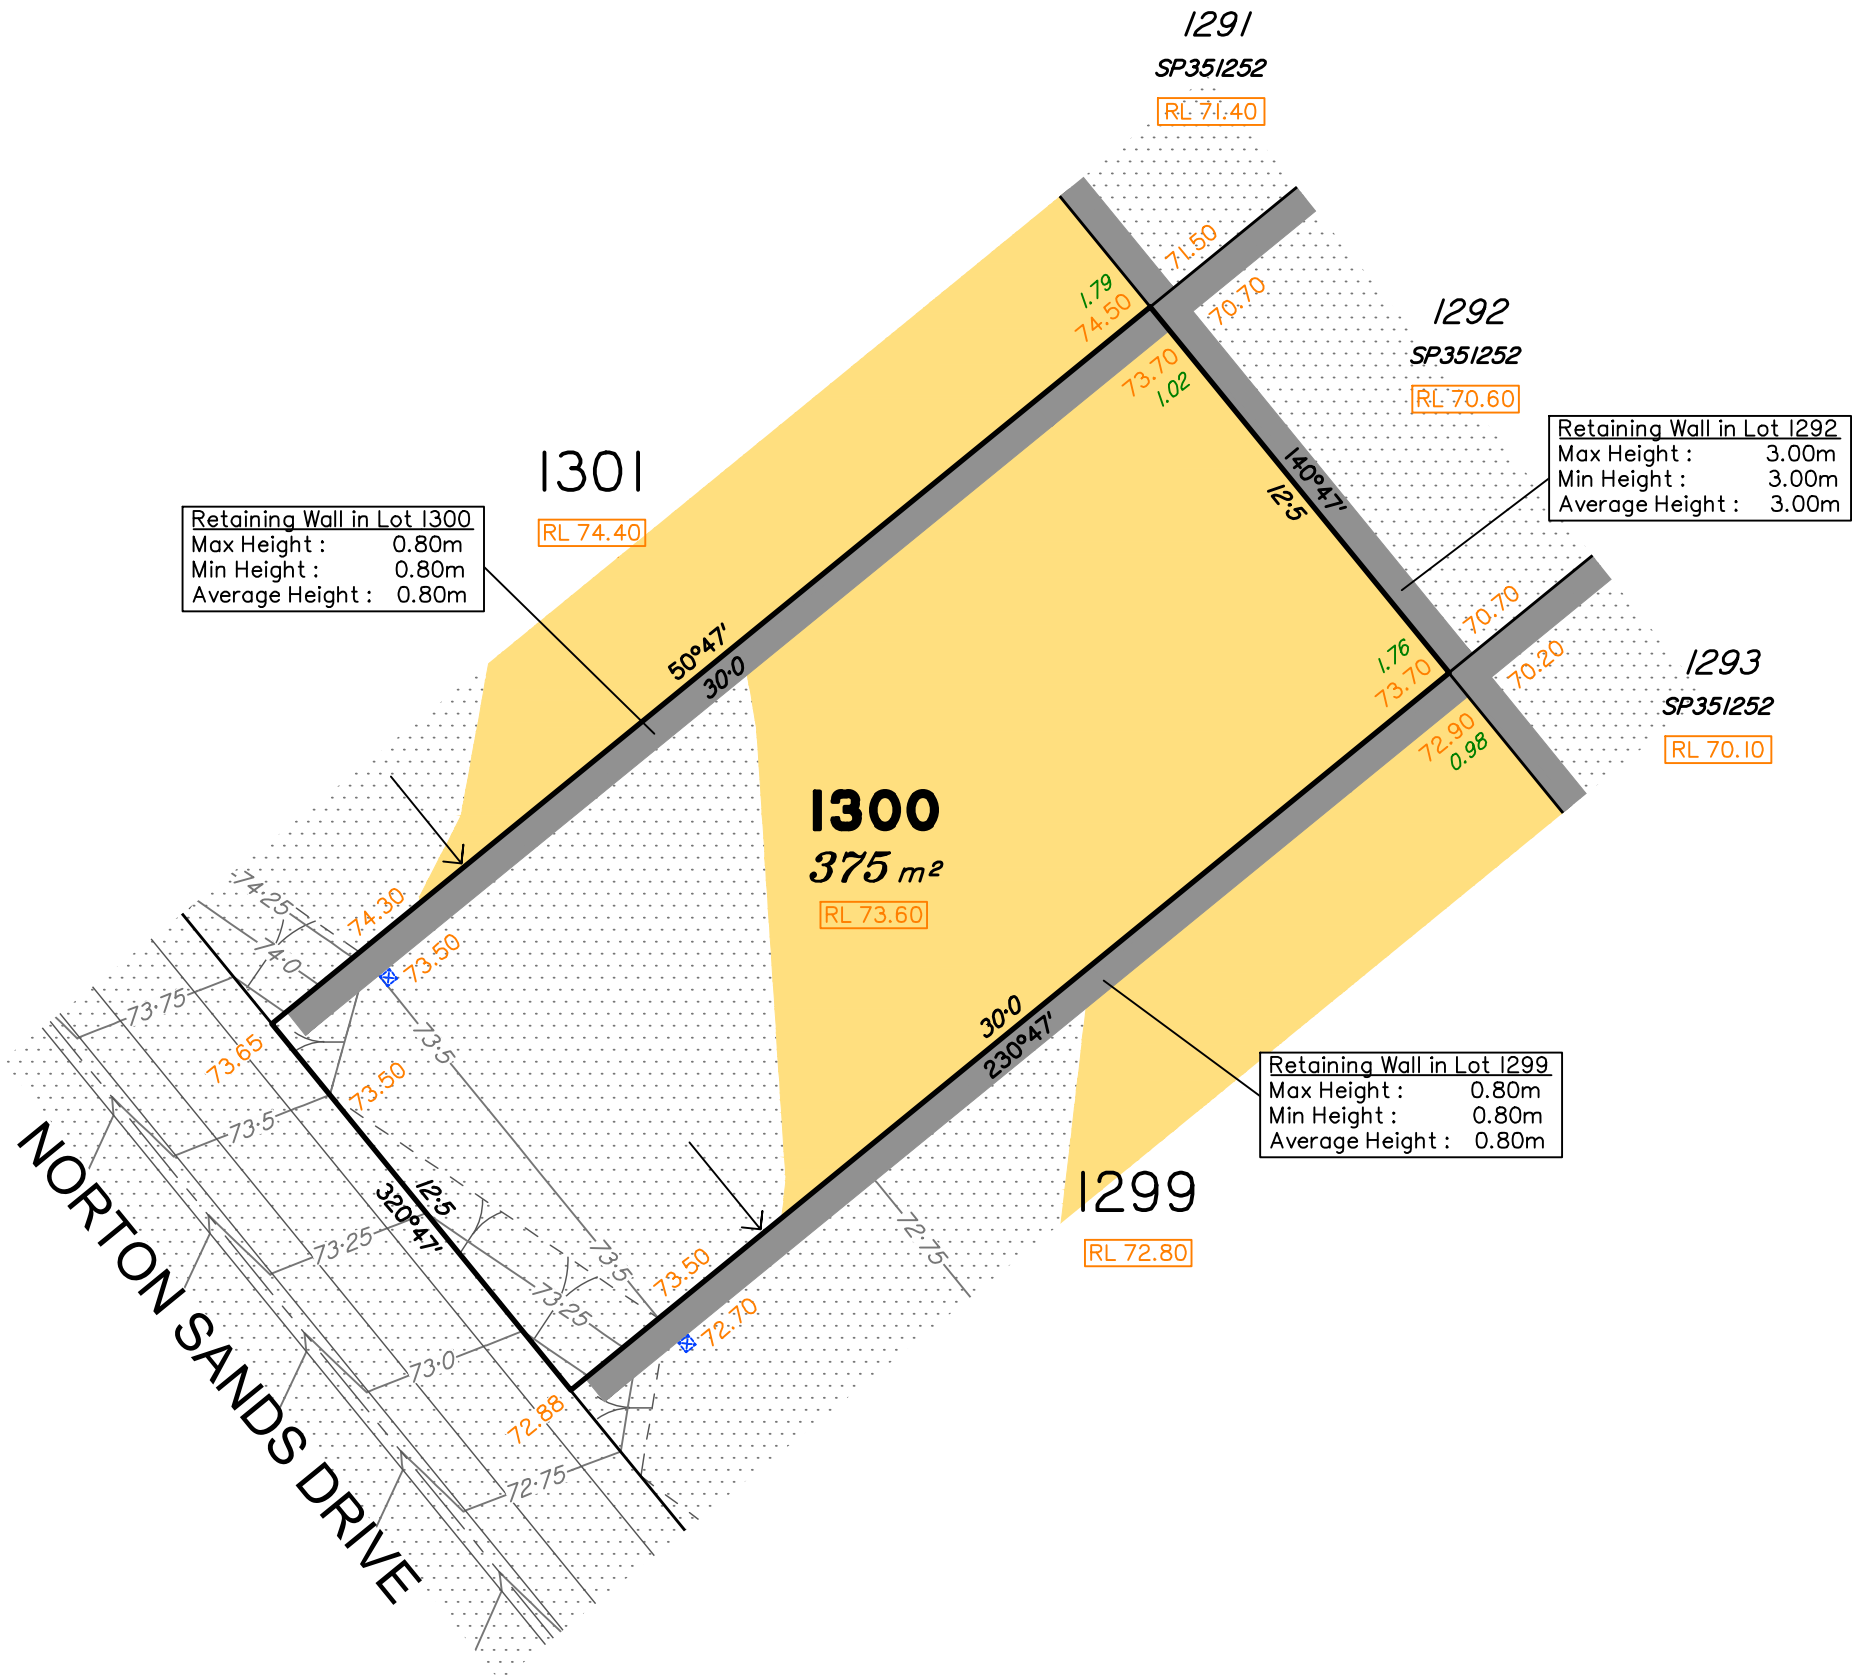 1291
SP351252
RL 71.40
71.50
70.70
1.79
74.50
73.70
1.02
1292
SP351252
RL 70.60
Retaining Wall in Lot 1292
Max Height : 3.00m
Min Height : 3.00m
Average Height : 3.00m
140°47'
12·5
1301
RL 74.40
Retaining Wall in Lot 1300
Max Height : 0.80m
Min Height : 0.80m
Average Height : 0.80m
50°47'
30·0
70.70
70.20
1.76
73.70
72.90
0.98
1293
SP351252
RL 70.10
1300
375 m²
RL 73.60
74·25
74·0
74.30
73.50
73·75
73.65
73·5
73.50
73·5
30·0
230°47'
Retaining Wall in Lot 1299
Max Height : 0.80m
Min Height : 0.80m
Average Height : 0.80m
1299
RL 72.80
72·75
12·5
320°47'
73·25
73·5
73.50
73·25
72.70
73·0
72.88
72·75
NORTON SANDS DRIVE